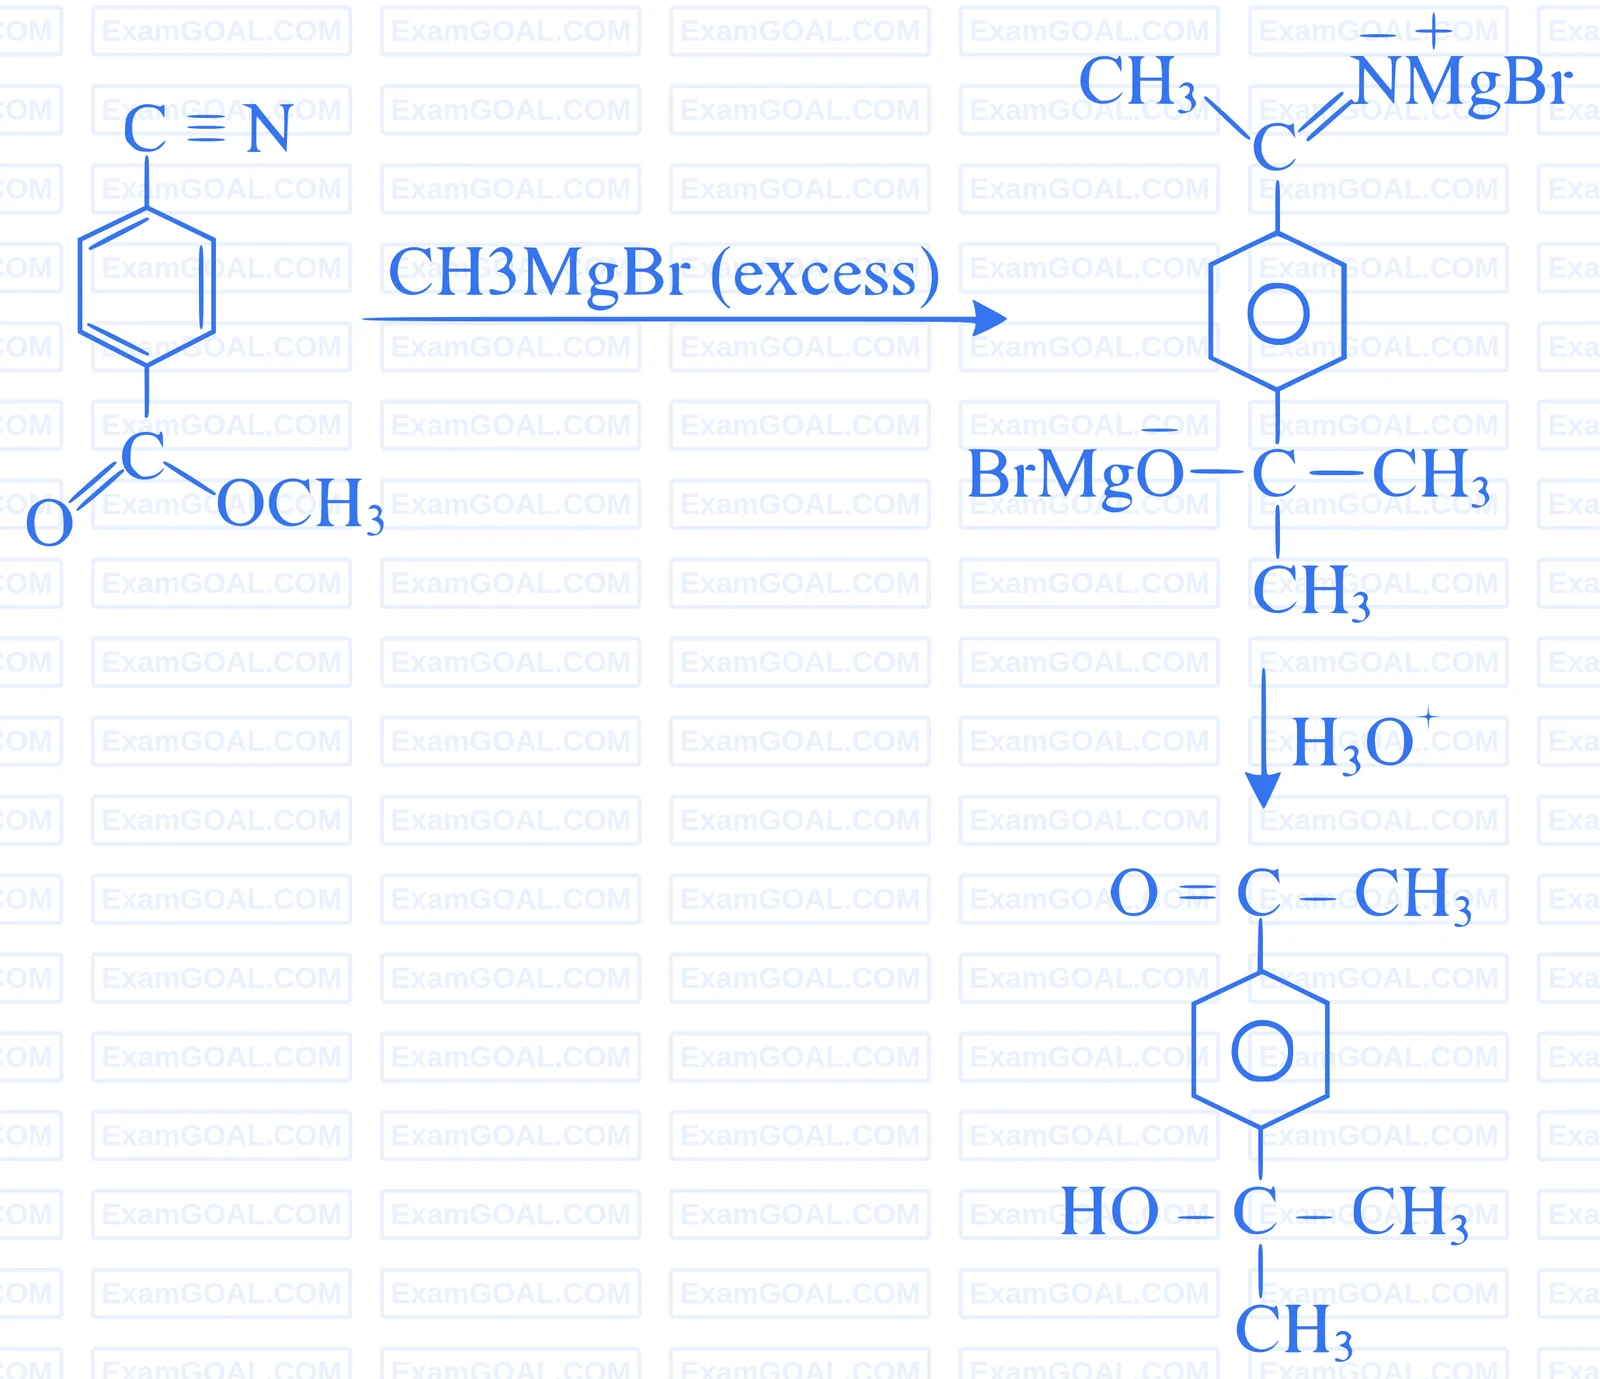 C ≡ N
O
C
OCH₃
CH3MgBr (excess)
CH₃
C
NMgBr
− +
BrMgO — C — CH₃
−
CH₃
H₃O⁺
O = C — CH₃
HO — C — CH₃
CH₃
ExamGOAL.COM